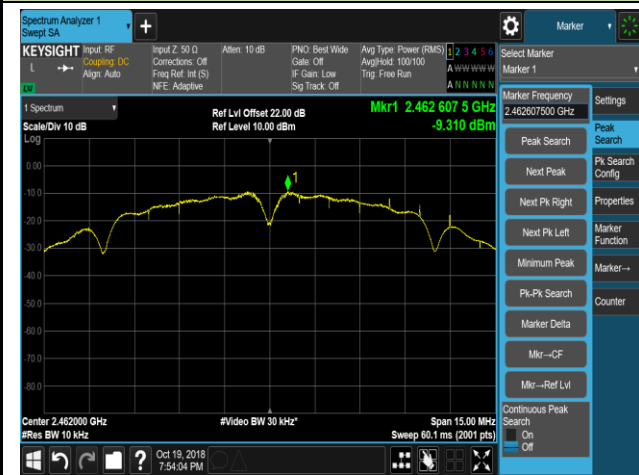 Spectrum Analyzer 1
Swept SA
+
Marker
KEYSIGHT
L
LV
Input: RF
Coupling: DC
Align: Auto
Input Z: 50 Ω
Corrections: Off
Freq Ref: Int (S)
NFE: Adaptive
Atten: 10 dB
PNO: Best Wide
Gate: Off
IF Gain: Low
Sig Track: Off
Avg Type: Power (RMS)
Avg|Hold: 100/100
Trig: Free Run
1 2 3 4 5 6
A W W W W W
A N N N N N
Select Marker
Marker 1
1 Spectrum
Scale/Div 10 dB
Log
Ref Lvl Offset 22.00 dB
Ref Level 10.00 dBm
Mkr1 2.462 607 5 GHz
-9.310 dBm
0.00
-10.0
-20.0
-30.0
-40.0
-50.0
-60.0
-70.0
-80.0
1
Center 2.462000 GHz
#Res BW 10 kHz
#Video BW 30 kHz*
Span 15.00 MHz
Sweep 60.1 ms (2001 pts)
Marker Frequency
2.462607500 GHz
Peak Search
Next Peak
Next Pk Right
Next Pk Left
Minimum Peak
Pk-Pk Search
Marker Delta
Mkr→CF
Mkr→Ref Lvl
Continuous Peak
Search
On
Off
Settings
Peak
Search
Pk Search
Config
Properties
Marker
Function
Marker→
Counter
?
Oct 19, 2018
7:54:04 PM